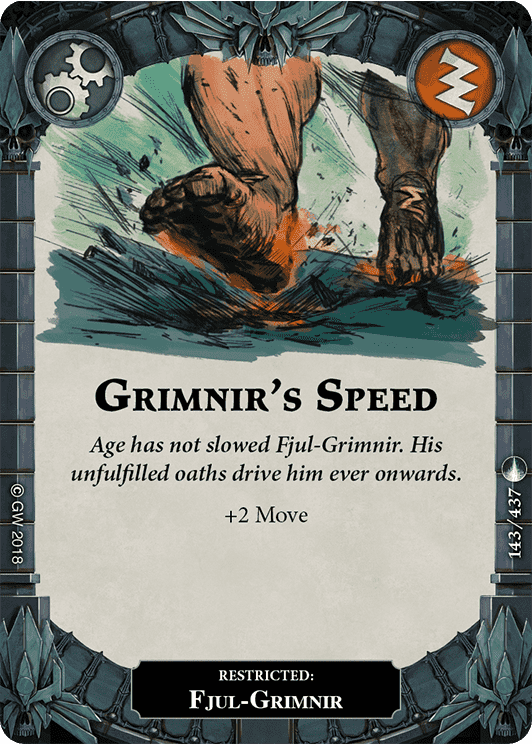 Grimnir's Speed
Age has not slowed Fjul-Grimnir. His
unfulfilled oaths drive him ever onwards.
+2 Move
© GW 2018
143/437
RESTRICTED:
Fjul-Grimnir